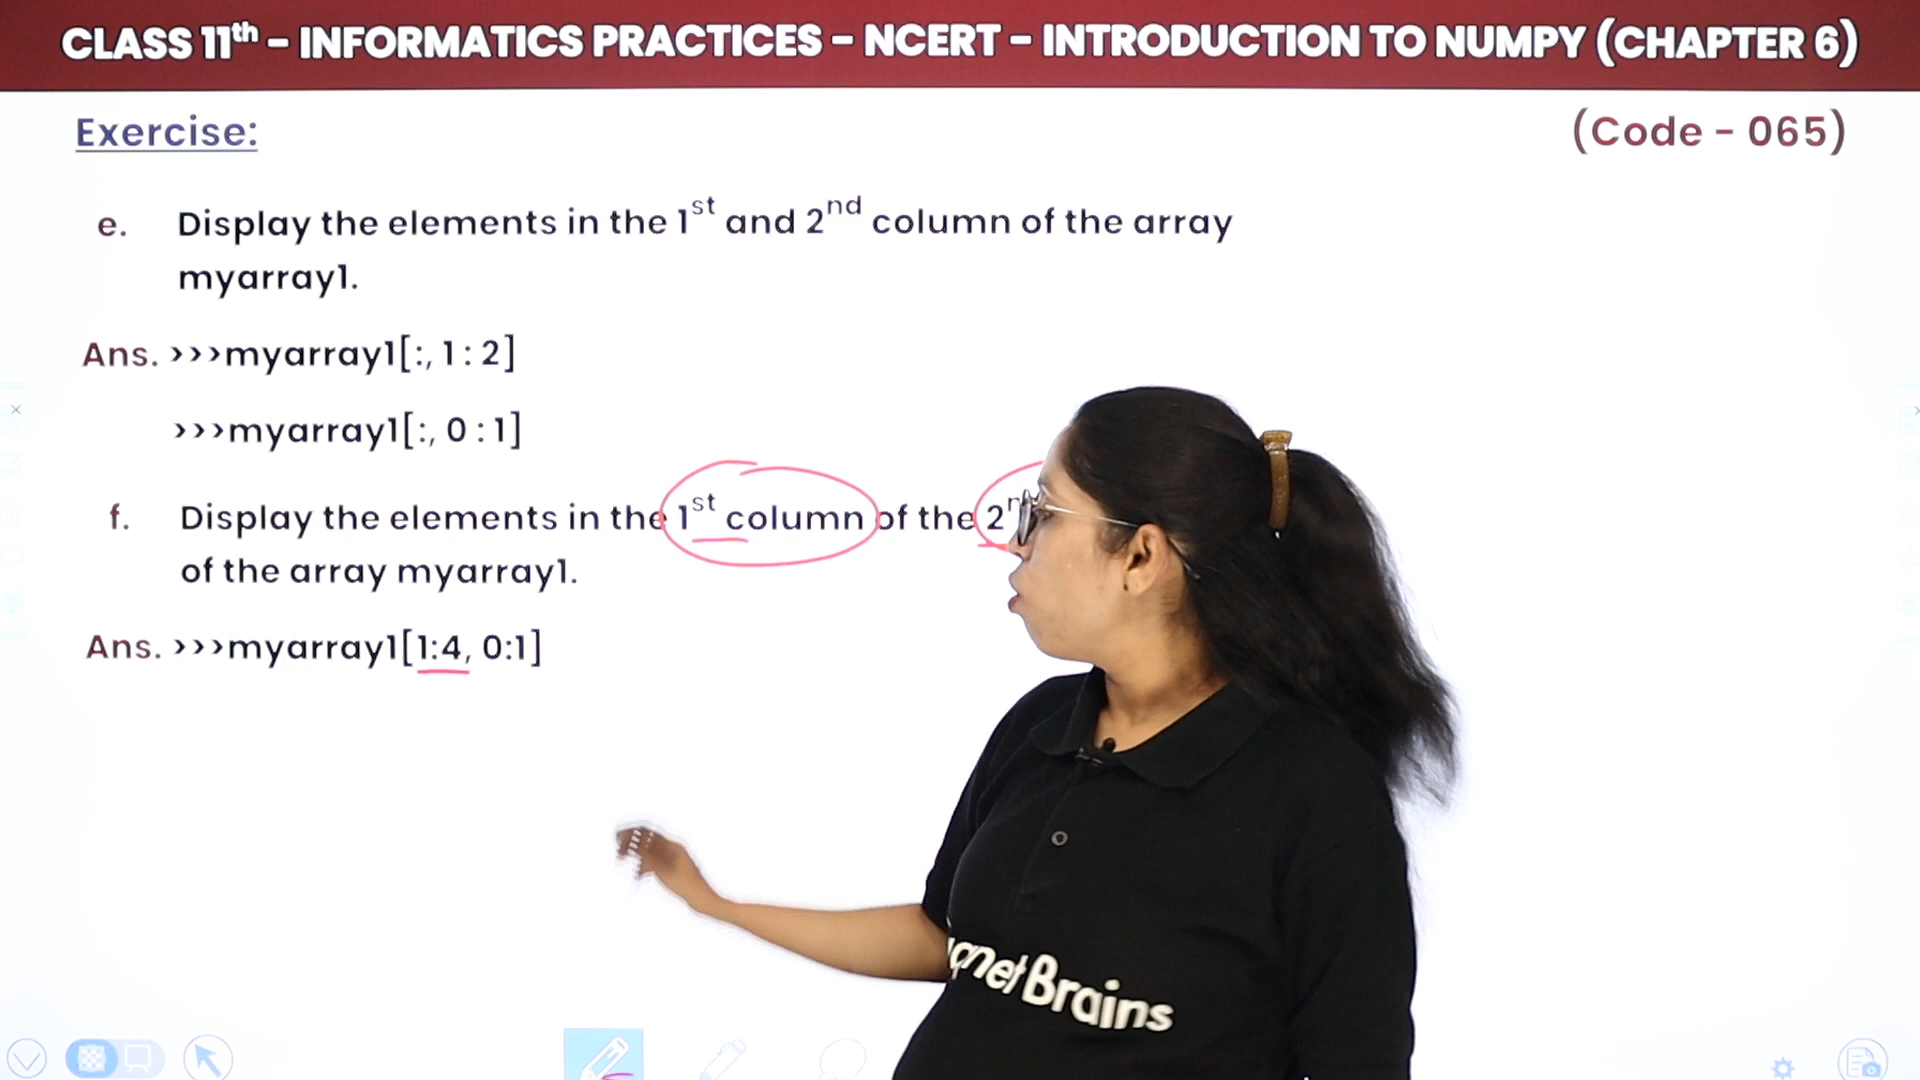 CLASS 11th - INFORMATICS PRACTICES - NCERT - INTRODUCTION TO NUMPY (CHAPTER 6)
Exercise:
(Code - 065)
e. Display the elements in the 1st and 2nd column of the array
myarray1.
Ans. >>>myarray1[:, 1 : 2]
>>>myarray1[:, 0 : 1]
f. Display the elements in the 1st column of the 2
of the array myarray1.
Ans. >>>myarray1[1:4, 0:1]
gnet Brains